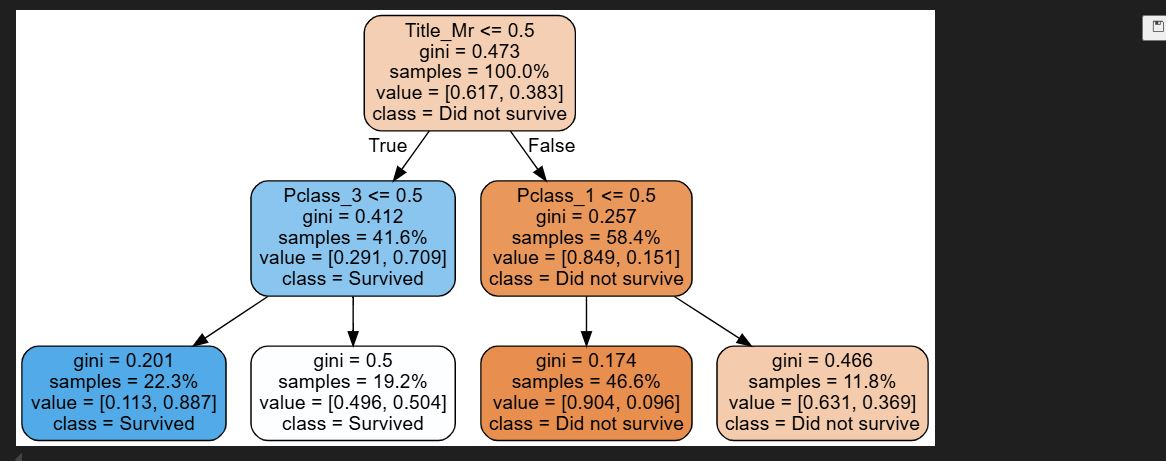 Title_Mr <= 0.5
gini = 0.473
samples = 100.0%
value = [0.617, 0.383]
class = Did not survive
True
False
Pclass_3 <= 0.5
gini = 0.412
samples = 41.6%
value = [0.291, 0.709]
class = Survived
Pclass_1 <= 0.5
gini = 0.257
samples = 58.4%
value = [0.849, 0.151]
class = Did not survive
gini = 0.201
samples = 22.3%
value = [0.113, 0.887]
class = Survived
gini = 0.5
samples = 19.2%
value = [0.496, 0.504]
class = Survived
gini = 0.174
samples = 46.6%
value = [0.904, 0.096]
class = Did not survive
gini = 0.466
samples = 11.8%
value = [0.631, 0.369]
class = Did not survive